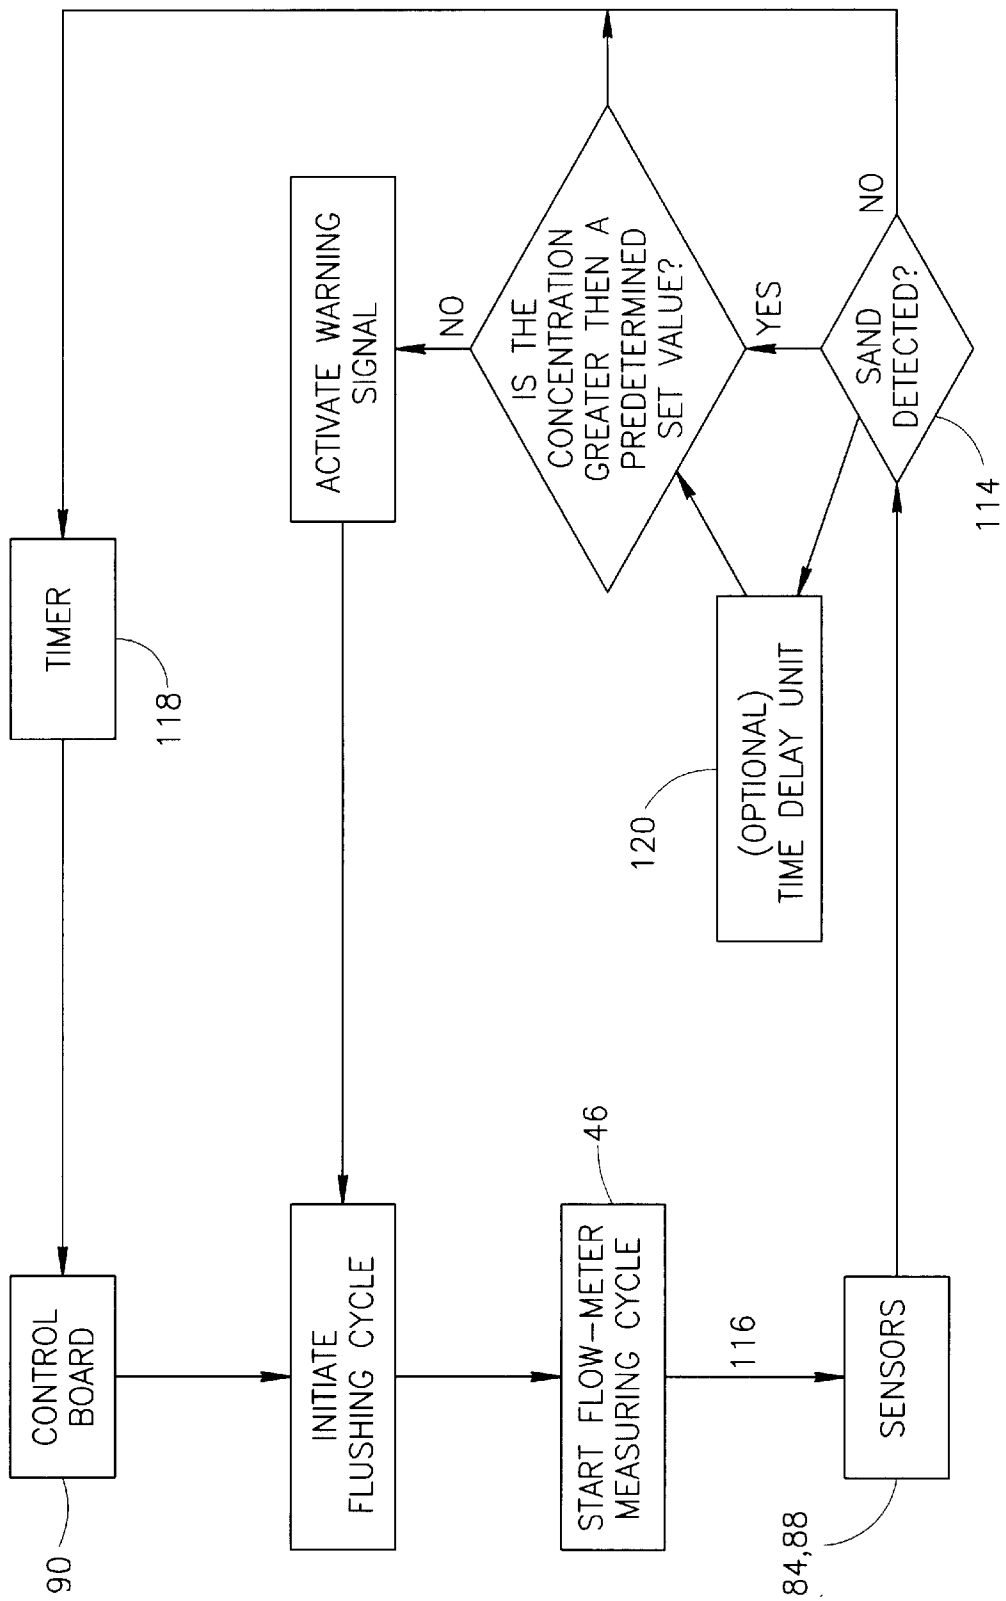 90
CONTROL
BOARD
TIMER
118
INITIATE
FLUSHING CYCLE
ACTIVATE WARNING
SIGNAL
NO
START FLOW-METER
MEASURING CYCLE
46
116
IS THE
CONCENTRATION
GREATER THEN A
PREDETERMINED
SET VALUE?
YES
120
(OPTIONAL)
TIME DELAY UNIT
84,88
SENSORS
SAND
DETECTED?
NO
114